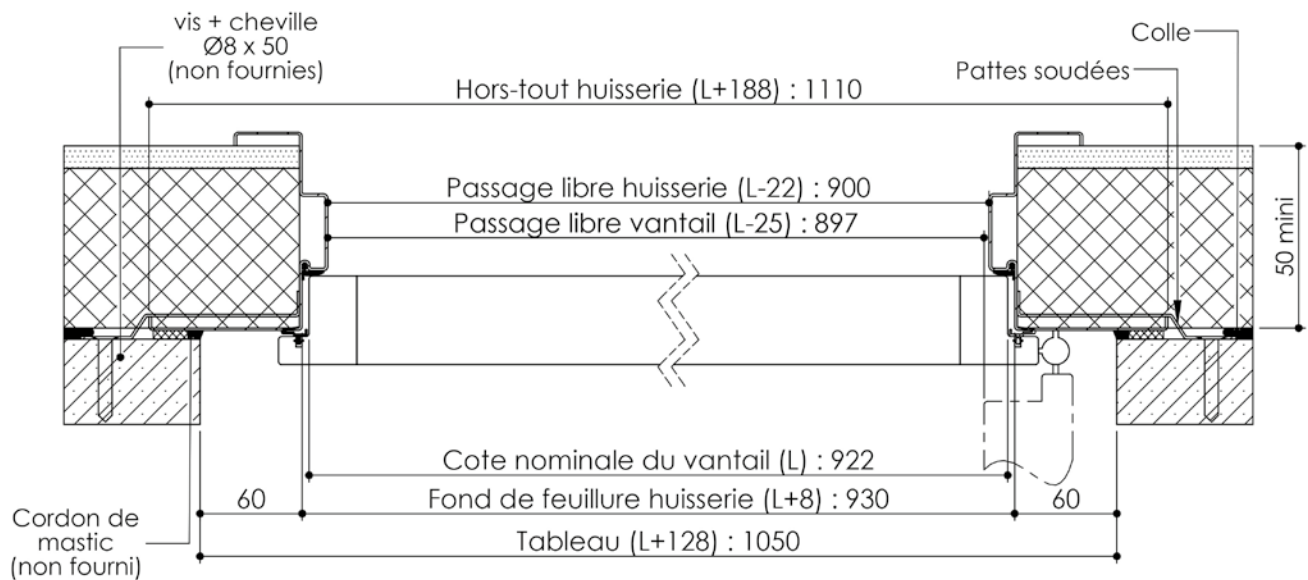 vis + cheville
Ø8 x 50
(non fournies)
Colle
Pattes soudées
Hors-tout huisserie (L+188) : 1110
Passage libre huisserie (L-22) : 900
Passage libre vantail (L-25) : 897
50 mini
Cote nominale du vantail (L) : 922
60
Fond de feuillure huisserie (L+8) : 930
60
Tableau (L+128) : 1050
Cordon de
mastic
(non fourni)